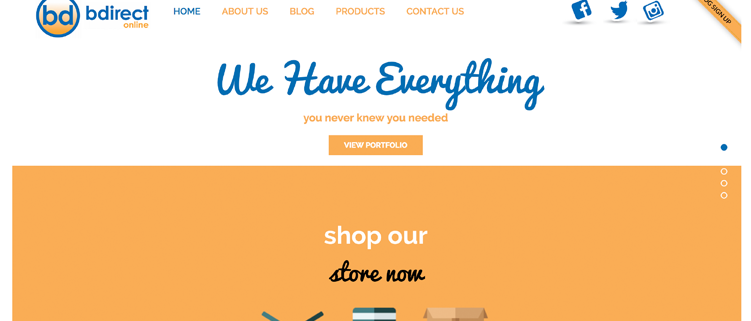 bd bdirect
online
HOME ABOUT US BLOG PRODUCTS CONTACT US
SIGN UP
We Have Everything
you never knew you needed
VIEW PORTFOLIO
shop our
store now